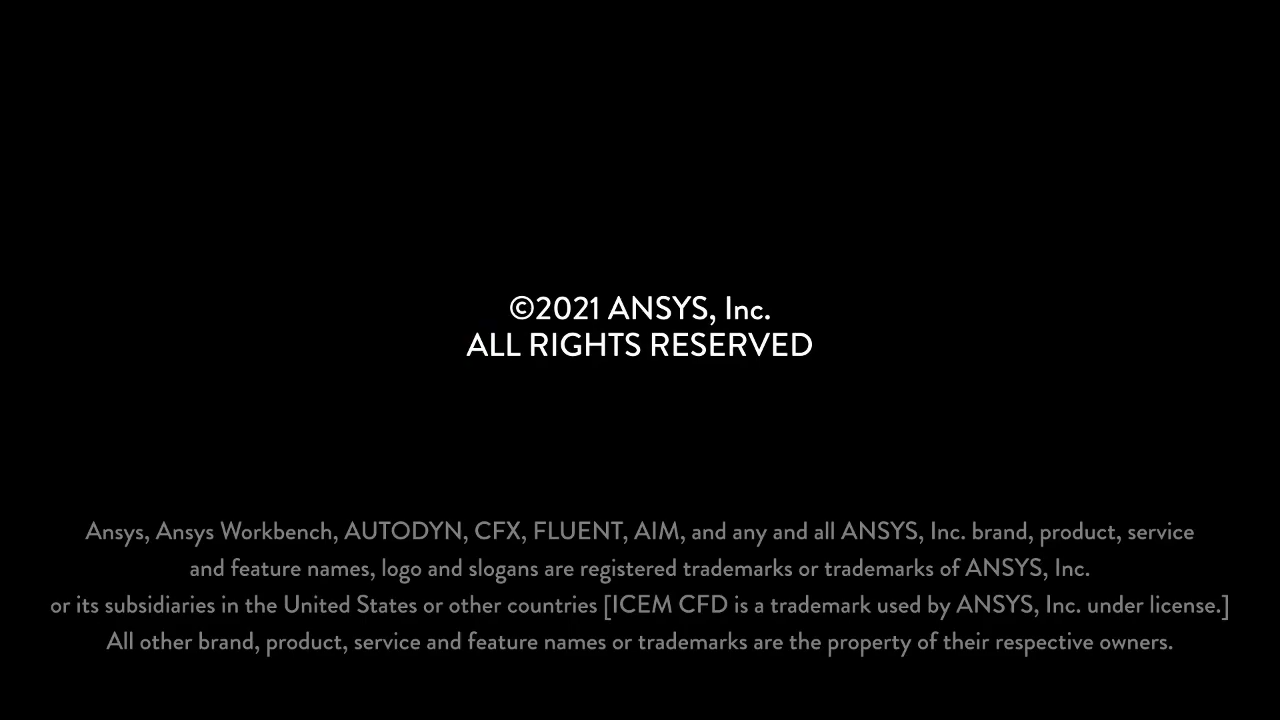 ©2021 ANSYS, Inc.
ALL RIGHTS RESERVED
Ansys, Ansys Workbench, AUTODYN, CFX, FLUENT, AIM, and any and all ANSYS, Inc. brand, product, service
and feature names, logo and slogans are registered trademarks or trademarks of ANSYS, Inc.
or its subsidiaries in the United States or other countries [ICEM CFD is a trademark used by ANSYS, Inc. under license.]
All other brand, product, service and feature names or trademarks are the property of their respective owners.